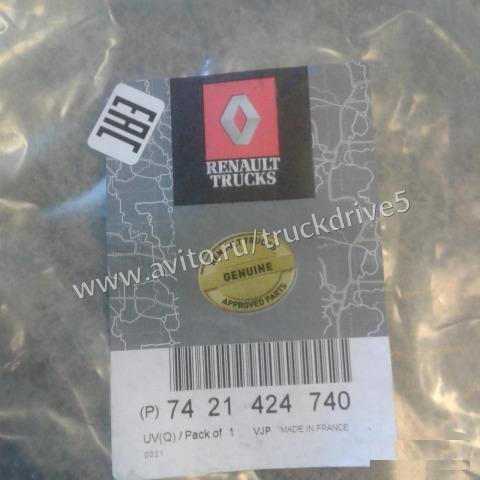 EAC
RENAULT
TRUCKS
www.avito.ru/truckdrive5
GENUINE
APPROVED PARTS
(P) 74 21 424 740
UV(Q) / Pack of 1 VJP MADE IN FRANCE
0001